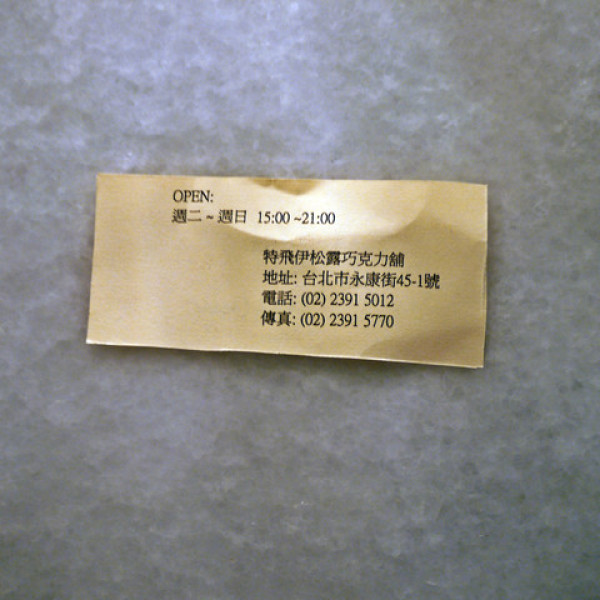 OPEN:
週二 ~ 週日 15:00 ~21:00
特飛伊松露巧克力舖
地址: 台北市永康街45-1號
電話: (02) 2391 5012
傳真: (02) 2391 5770